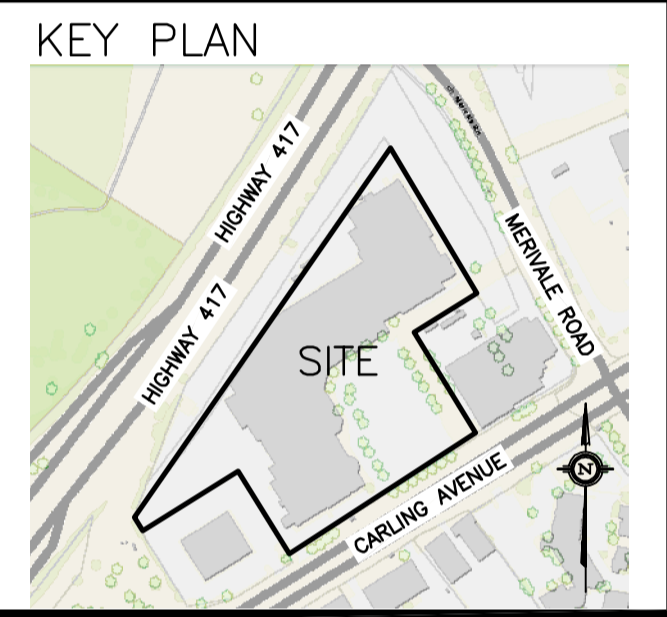 KEY PLAN
HIGHWAY 417
HIGHWAY 417
MERIVALE ROAD
SITE
CARLING AVENUE
N